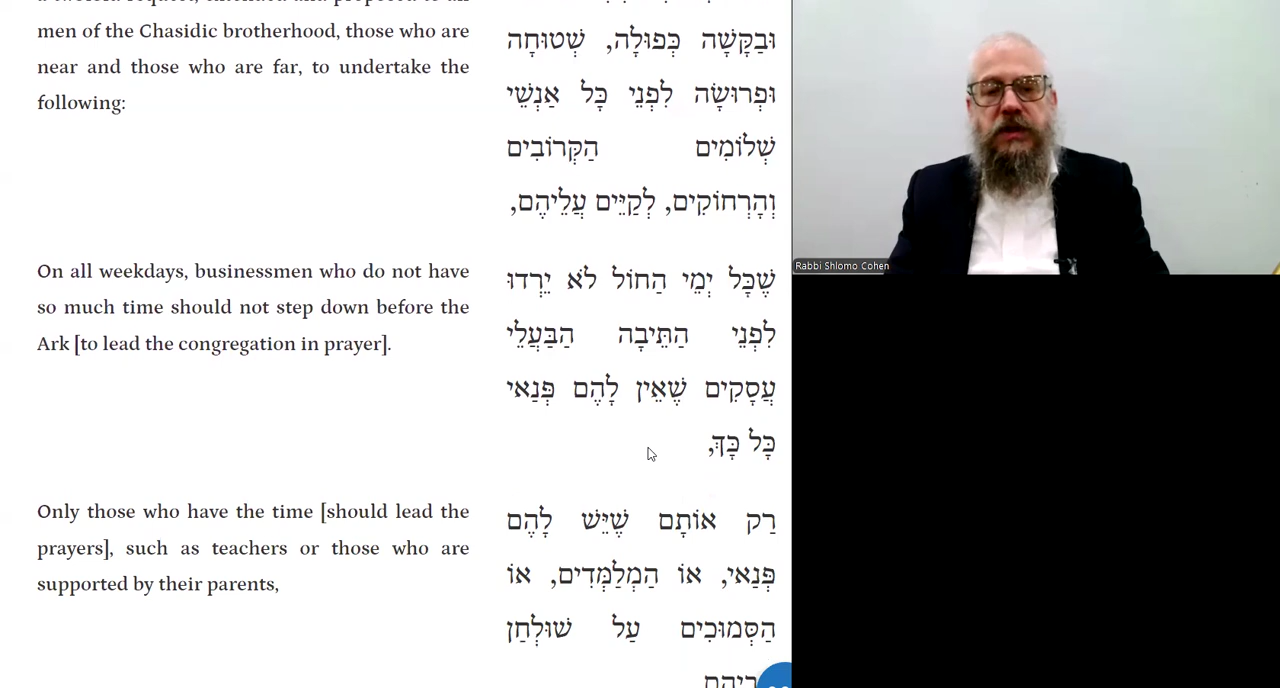 men of the Chasidic brotherhood, those who are
near and those who are far, to undertake the
following:
וּבַקָּשָׁה כְּפוּלָה, שְׁטוּחָה
וּפְרוּשָׂה לִפְנֵי כָּל אַנְשֵׁי
שְׁלוֹמִים הַקְּרוֹבִים
וְהָרְחוֹקִים, לְקַיֵּים עֲלֵיהֶם,
On all weekdays, businessmen who do not have
so much time should not step down before the
Ark [to lead the congregation in prayer].
שֶׁכָּל יְמֵי הַחוֹל לֹא יֵרְדוּ
לִפְנֵי הַתֵּיבָה הַבַּעֲלֵי
עֲסָקִים שֶׁאֵין לָהֶם פְּנַאי
כָּל כָּךְ,
Only those who have the time [should lead the
prayers], such as teachers or those who are
supported by their parents,
רַק אוֹתָם שֶׁיֵּשׁ לָהֶם
פְּנַאי, אוֹ הַמְלַמְּדִים, אוֹ
הַסְּמוּכִים עַל שׁוּלְחַן
Rabbi Shlomo Cohen